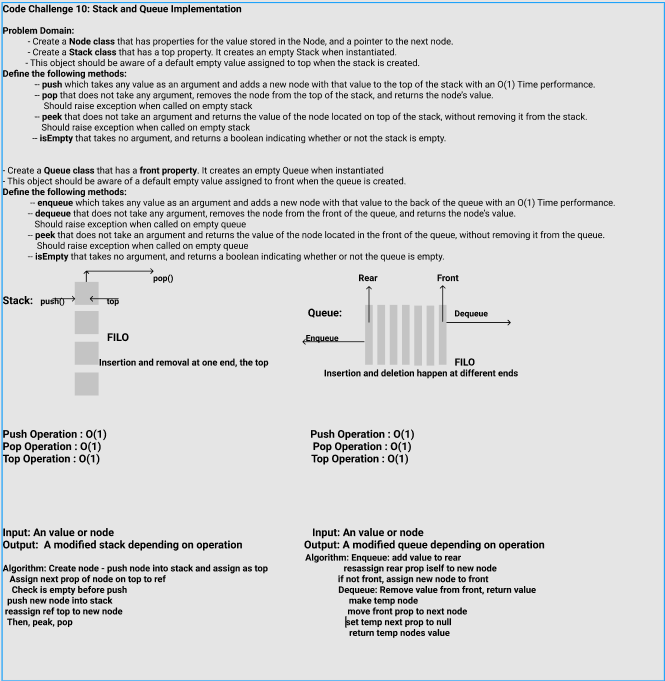 Code Challenge 10: Stack and Queue Implementation
Problem Domain:
- Create a Node class that has properties for the value stored in the Node, and a pointer to the next node.
- Create a Stack class that has a top property. It creates an empty Stack when instantiated.
- This object should be aware of a default empty value assigned to top when the stack is created.
Define the following methods:
-- push which takes any value as an argument and adds a new node with that value to the top of the stack with an O(1) Time performance.
-- pop that does not take any argument, removes the node from the top of the stack, and returns the node's value.
Should raise exception when called on empty stack
-- peek that does not take an argument and returns the value of the node located on top of the stack, without removing it from the stack.
Should raise exception when called on empty stack
-- isEmpty that takes no argument, and returns a boolean indicating whether or not the stack is empty.
- Create a Queue class that has a front property. It creates an empty Queue when instantiated
- This object should be aware of a default empty value assigned to front when the queue is created.
Define the following methods:
-- enqueue which takes any value as an argument and adds a new node with that value to the back of the queue with an O(1) Time performance.
-- dequeue that does not take any argument, removes the node from the front of the queue, and returns the node's value.
Should raise exception when called on empty queue
-- peek that does not take an argument and returns the value of the node located in the front of the queue, without removing it from the queue.
Should raise exception when called on empty queue
-- isEmpty that takes no argument, and returns a boolean indicating whether or not the queue is empty.
pop()
Stack:
push()
top
FILO
Insertion and removal at one end, the top
Rear
Front
Queue:
Dequeue
Enqueue
FILO
Insertion and deletion happen at different ends
Push Operation : O(1)
Pop Operation : O(1)
Top Operation : O(1)
Push Operation : O(1)
Pop Operation : O(1)
Top Operation : O(1)
Input: An value or node
Output: A modified stack depending on operation
Algorithm: Create node - push node into stack and assign as top
Assign next prop of node on top to ref
Check is empty before push
push new node into stack
reassign ref top to new node
Then, peak, pop
Input: An value or node
Output: A modified queue depending on operation
Algorithm: Enqueue: add value to rear
resassign rear prop iself to new node
if not front, assign new node to front
Dequeue: Remove value from front, return value
make temp node
move front prop to next node
set temp next prop to null
return temp nodes value